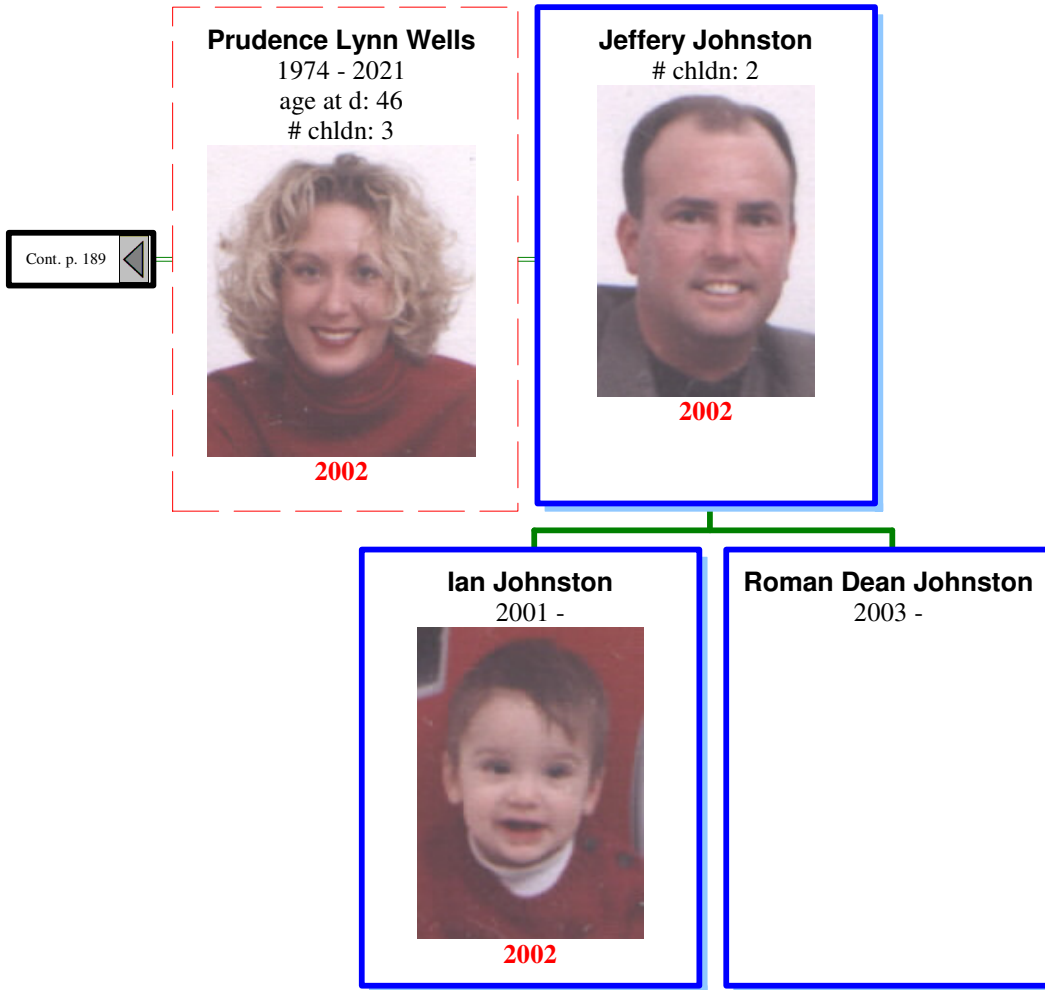 Prudence Lynn Wells
1974 - 2021
age at d: 46
# chldn: 3
2002
Jeffery Johnston
# chldn: 2
2002
Cont. p. 189
Ian Johnston
2001 -
2002
Roman Dean Johnston
2003 -